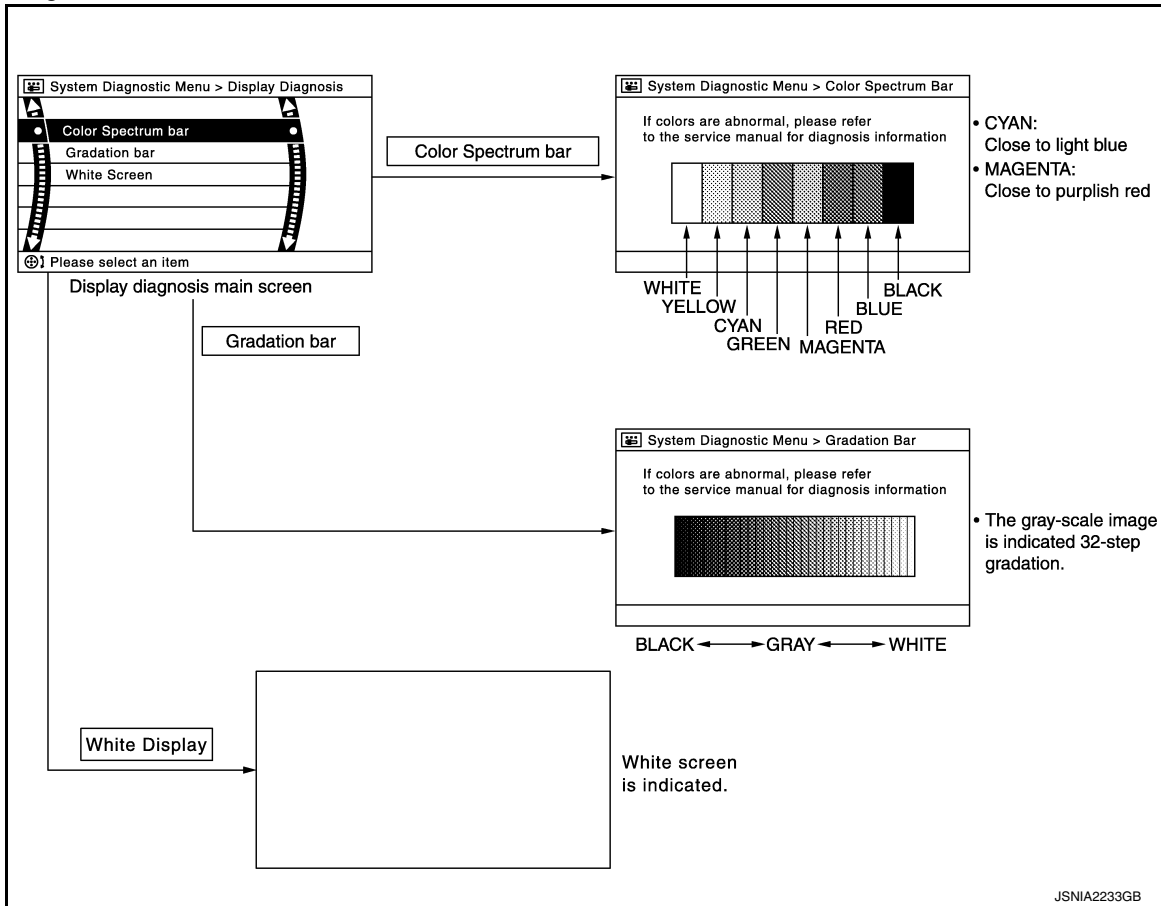 System Diagnostic Menu > Display Diagnosis
Color Spectrum bar
Gradation bar
White Screen
Please select an item
Display diagnosis main screen
Color Spectrum bar
System Diagnostic Menu > Color Spectrum Bar
If colors are abnormal, please refer
to the service manual for diagnosis information
WHITE
YELLOW
CYAN
GREEN
MAGENTA
RED
BLUE
BLACK
• CYAN:
Close to light blue
• MAGENTA:
Close to purplish red
Gradation bar
System Diagnostic Menu > Gradation Bar
If colors are abnormal, please refer
to the service manual for diagnosis information
BLACK GRAY WHITE
• The gray-scale image
is indicated 32-step
gradation.
White Display
White screen
is indicated.
JSNIA2233GB